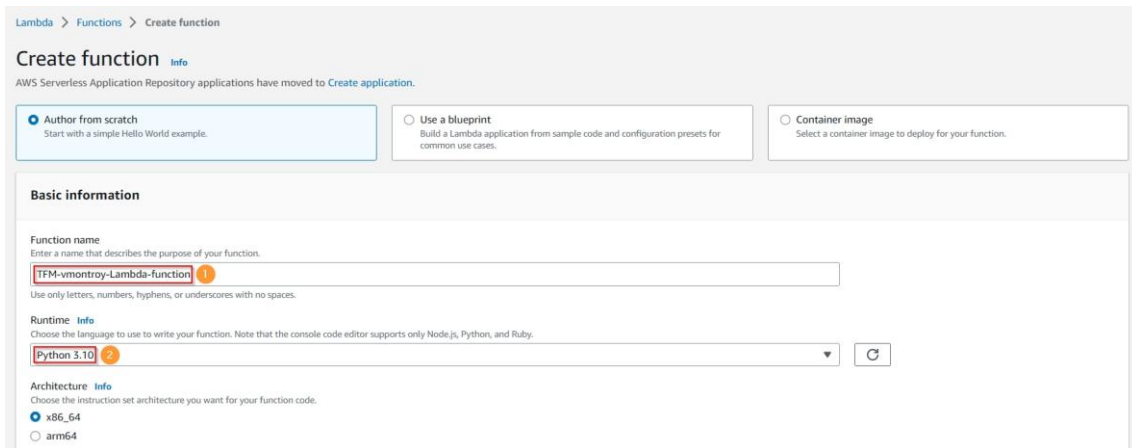 Lambda > Functions > Create function
Create function Info
AWS Serverless Application Repository applications have moved to Create application.
Author from scratch
Start with a simple Hello World example.
Use a blueprint
Build a Lambda application from sample code and configuration presets for
common use cases.
Container image
Select a container image to deploy for your function.
Basic information
Function name
Enter a name that describes the purpose of your function.
TFM-vmontroy-Lambda-function 1
Use only letters, numbers, hyphens, or underscores with no spaces.
Runtime Info
Choose the language to use to write your function. Note that the console code editor supports only Node.js, Python, and Ruby.
Python 3.10 2
Architecture Info
Choose the instruction set architecture you want for your function code.
x86_64
arm64